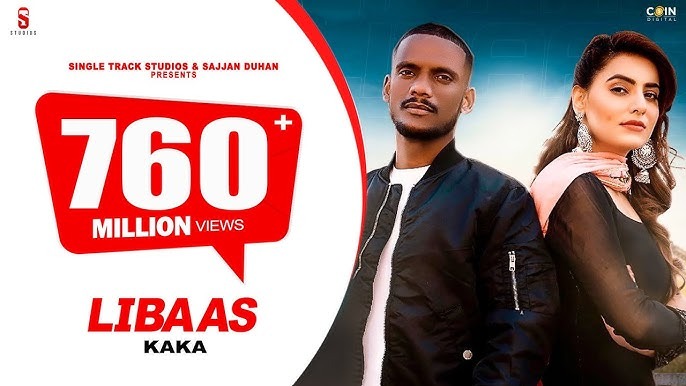 S
STUDIOS
SINGLE TRACK STUDIOS & SAJJAN DUHAN
PRESENTS
760+
MILLION VIEWS
LIBAAS
KAKA
COIN
DIGITAL